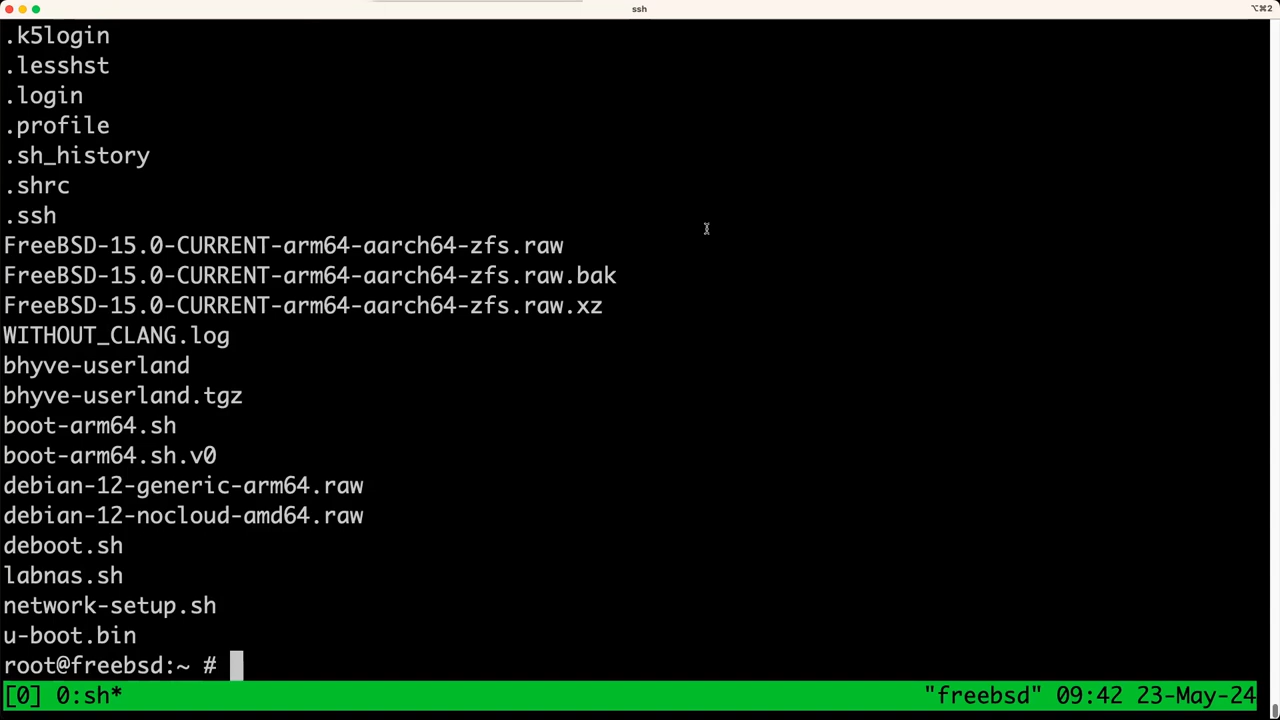 ssh
⌥⌘2
.k5login
.lesshst
.login
.profile
.sh_history
.shrc
.ssh
FreeBSD-15.0-CURRENT-arm64-aarch64-zfs.raw
FreeBSD-15.0-CURRENT-arm64-aarch64-zfs.raw.bak
FreeBSD-15.0-CURRENT-arm64-aarch64-zfs.raw.xz
WITHOUT_CLANG.log
bhyve-userland
bhyve-userland.tgz
boot-arm64.sh
boot-arm64.sh.v0
debian-12-generic-arm64.raw
debian-12-nocloud-amd64.raw
deboot.sh
labnas.sh
network-setup.sh
u-boot.bin
root@freebsd:~ #
[0] 0:sh* "freebsd" 09:42 23-May-24